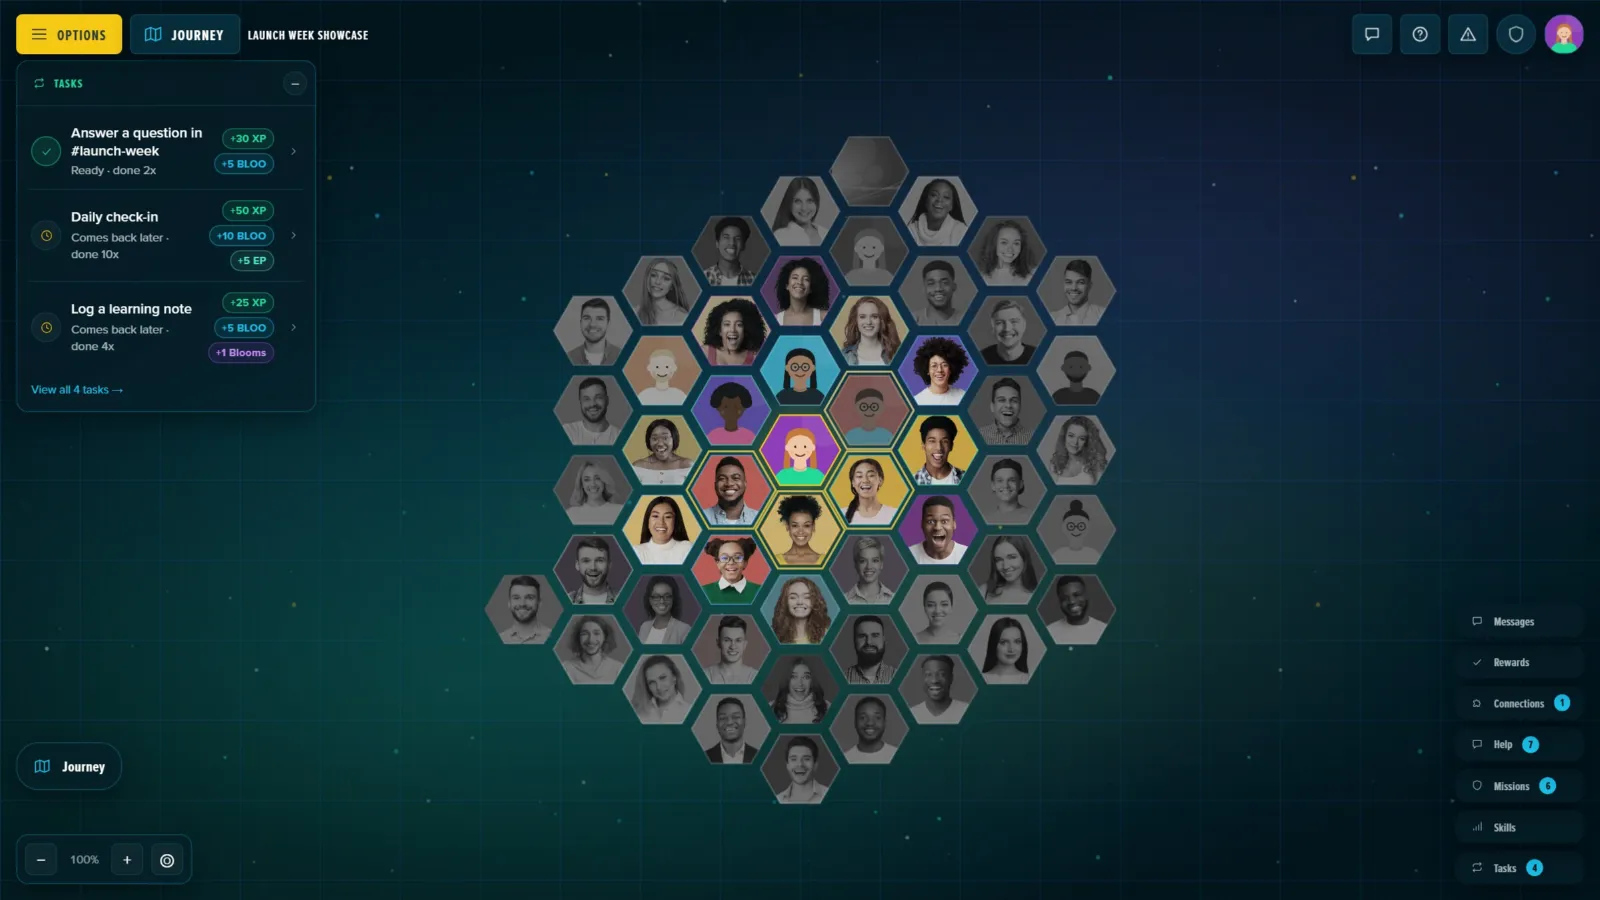 OPTIONS
JOURNEY
LAUNCH WEEK SHOWCASE
TASKS
Answer a question in
#launch-week
Ready · done 2x
+30 XP
+5 BLOO
Daily check-in
Comes back later ·
done 10x
+50 XP
+10 BLOO
+5 EP
Log a learning note
Comes back later ·
done 4x
+25 XP
+5 BLOO
+1 Blooms
View all 4 tasks →
Journey
− 100% +
Messages
Rewards
Connections 1
Help 7
Missions 6
Skills
Tasks 4